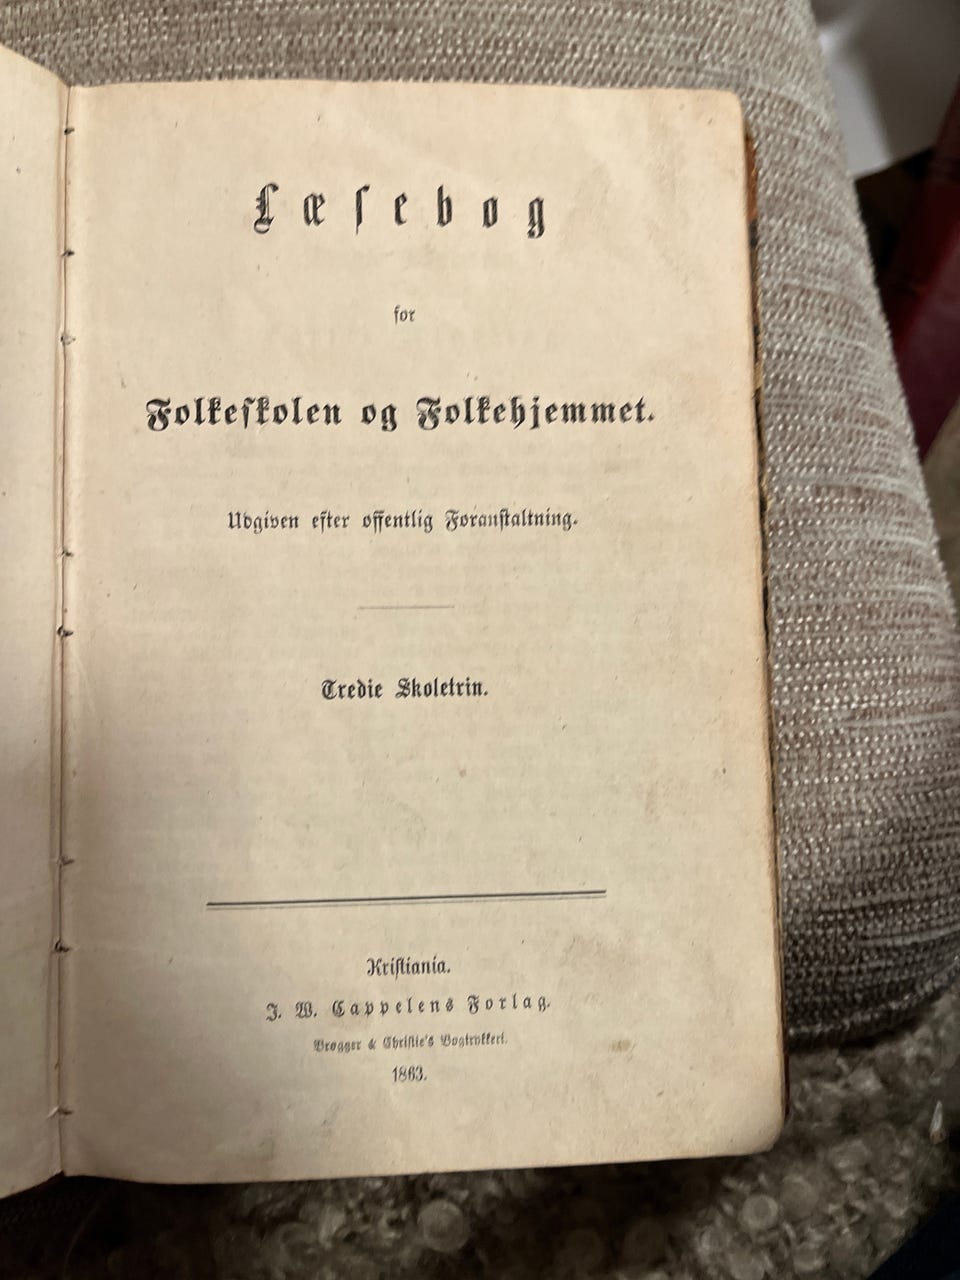 Læsebog
for
Folkeskolen og Folkehjemmet.
Udgiven efter offentlig Foranstaltning.
Tredie Skoletrin.
Kristiania.
J. W. Cappelens Forlag.
Brøgger & Christie's Bogtrykkeri.
1863.